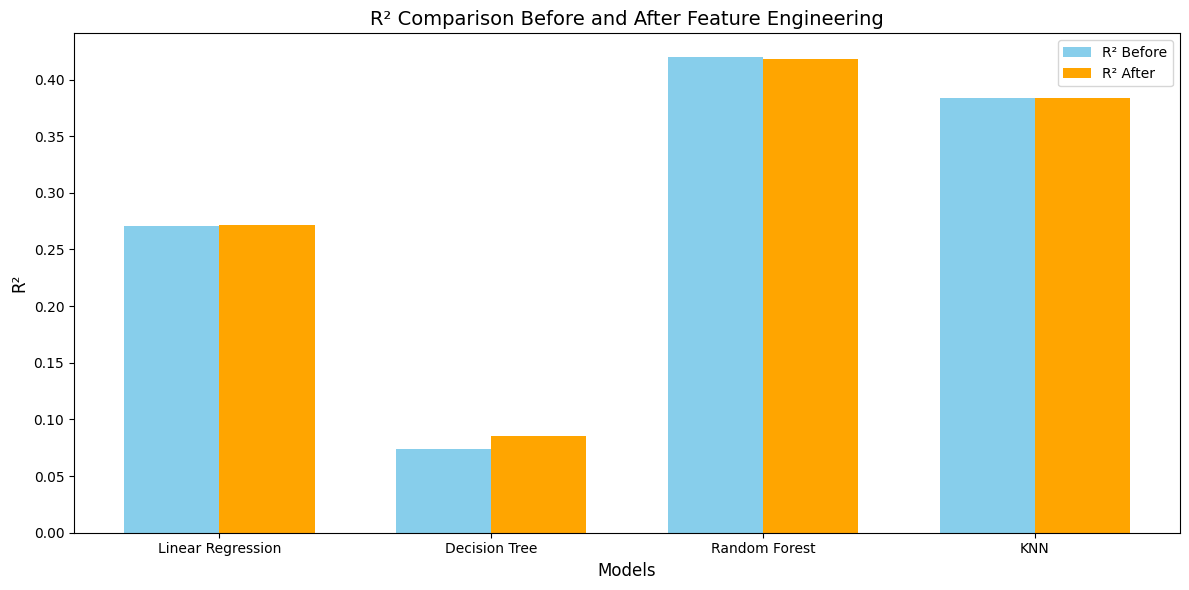 R² Comparison Before and After Feature Engineering
R² Before
R² After
R²
0.40
0.35
0.30
0.25
0.20
0.15
0.10
0.05
0.00
Linear Regression Decision Tree Random Forest KNN
Models